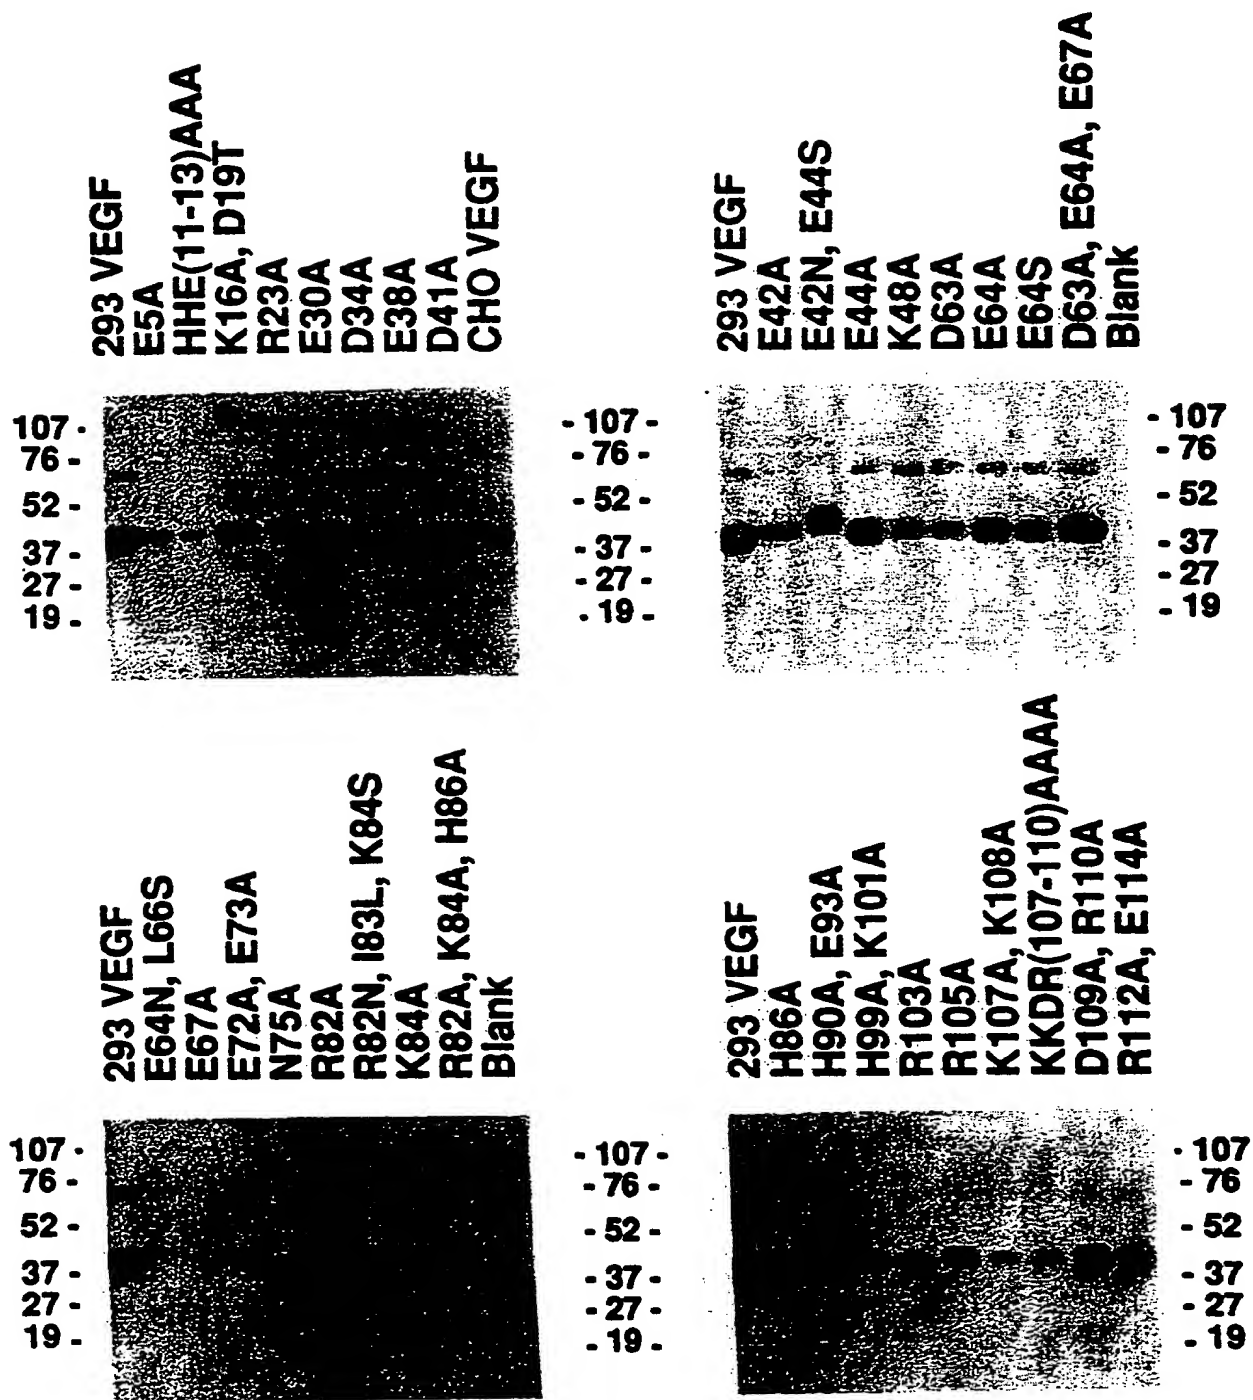 293 VEGF
E5A
HHE(11-13)AAA
K16A, D19T
R23A
E30A
D34A
E38A
D41A
CHO VEGF
107 -
76 -
52 -
37 -
27 -
19 -
- 107 -
- 76 -
- 52 -
- 37 -
- 27 -
- 19 -
293 VEGF
E42A
E42N, E44S
E44A
K48A
D63A
E64A
E64S
D63A, E64A, E67A
Blank
- 107
- 76
- 52
- 37
- 27
- 19
293 VEGF
E64N, L66S
E67A
E72A, E73A
N75A
R82A
R82N, I83L, K84S
K84A
R82A, K84A, H86A
Blank
107 -
76 -
52 -
37 -
27 -
19 -
- 107 -
- 76 -
- 52 -
- 37 -
- 27 -
- 19 -
293 VEGF
H86A
H90A, E93A
H99A, K101A
R103A
R105A
K107A, K108A
KKDR(107-110)AAAA
D109A, R110A
R112A, E114A
- 107
- 76
- 52
- 37
- 27
- 19